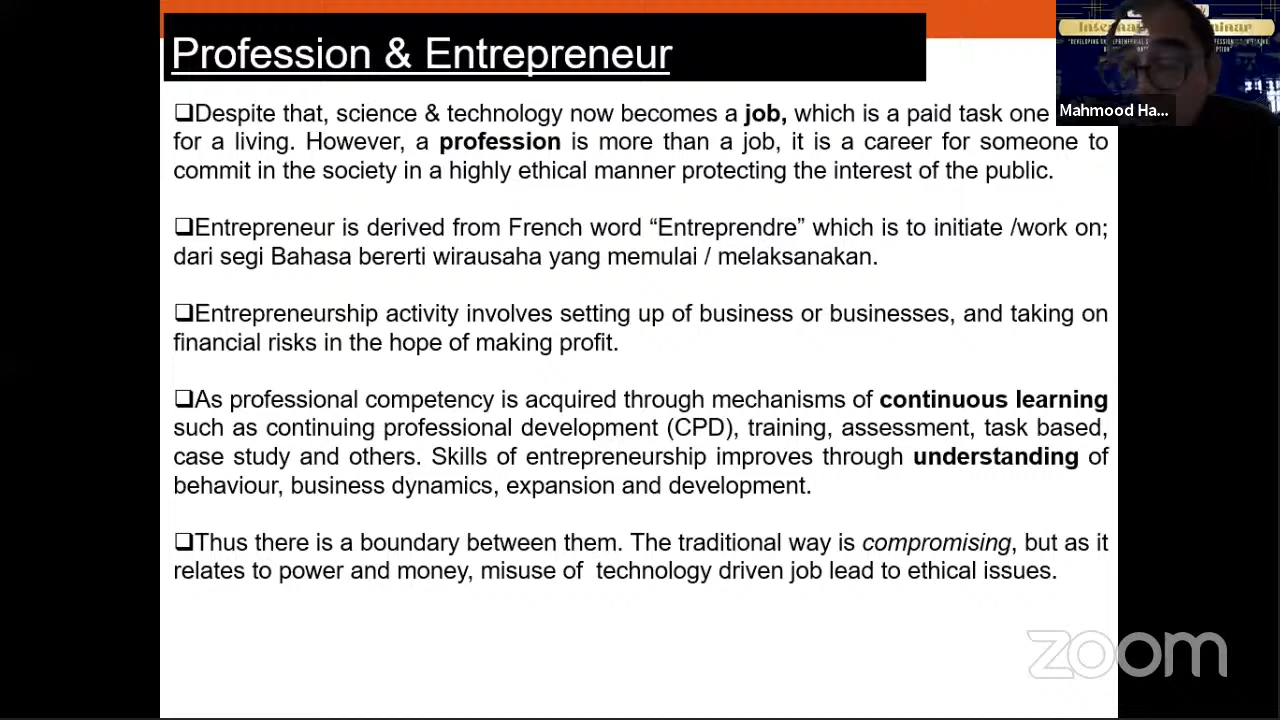 Profession & Entrepreneur
Mahmood Ha...
❑Despite that, science & technology now becomes a job, which is a paid task one
for a living. However, a profession is more than a job, it is a career for someone to
commit in the society in a highly ethical manner protecting the interest of the public.
❑Entrepreneur is derived from French word “Entreprendre” which is to initiate /work on;
dari segi Bahasa bererti wirausaha yang memulai / melaksanakan.
❑Entrepreneurship activity involves setting up of business or businesses, and taking on
financial risks in the hope of making profit.
❑As professional competency is acquired through mechanisms of continuous learning
such as continuing professional development (CPD), training, assessment, task based,
case study and others. Skills of entrepreneurship improves through understanding of
behaviour, business dynamics, expansion and development.
❑Thus there is a boundary between them. The traditional way is compromising, but as it
relates to power and money, misuse of technology driven job lead to ethical issues.
zoom